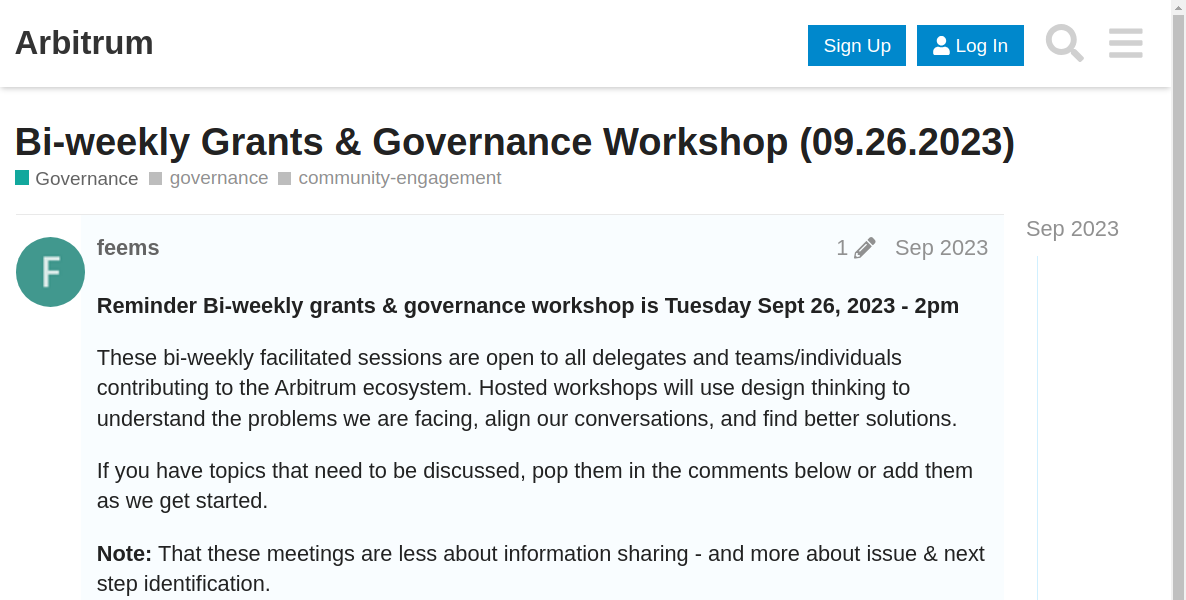 Arbitrum
Sign Up
Log In
Bi-weekly Grants & Governance Workshop (09.26.2023)
Governance governance community-engagement
Sep 2023
F
feems
1 Sep 2023
Reminder Bi-weekly grants & governance workshop is Tuesday Sept 26, 2023 - 2pm
These bi-weekly facilitated sessions are open to all delegates and teams/individuals
contributing to the Arbitrum ecosystem. Hosted workshops will use design thinking to
understand the problems we are facing, align our conversations, and find better solutions.
If you have topics that need to be discussed, pop them in the comments below or add them
as we get started.
Note: That these meetings are less about information sharing - and more about issue & next
step identification.